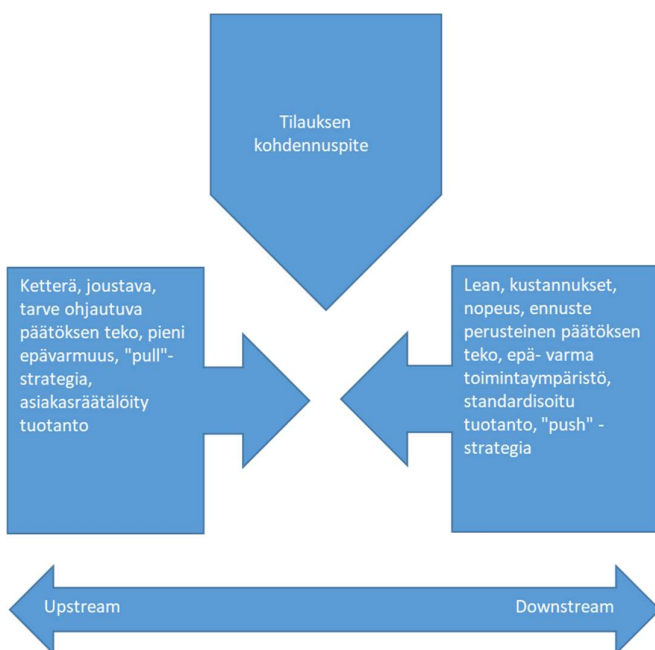 Tilauksen
kohdennuspite
Ketterä, joustava,
tarve ohjautuva
päätöksen teko, pieni
epävarmuus, "pull"-
strategia,
asiakasräätälöity
tuotanto
Lean, kustannukset,
nopeus, ennuste
perusteinen päätöksen
teko, epä- varma
toimintaympäristö,
standardisoitu
tuotanto, "push" -
strategia
Upstream
Downstream